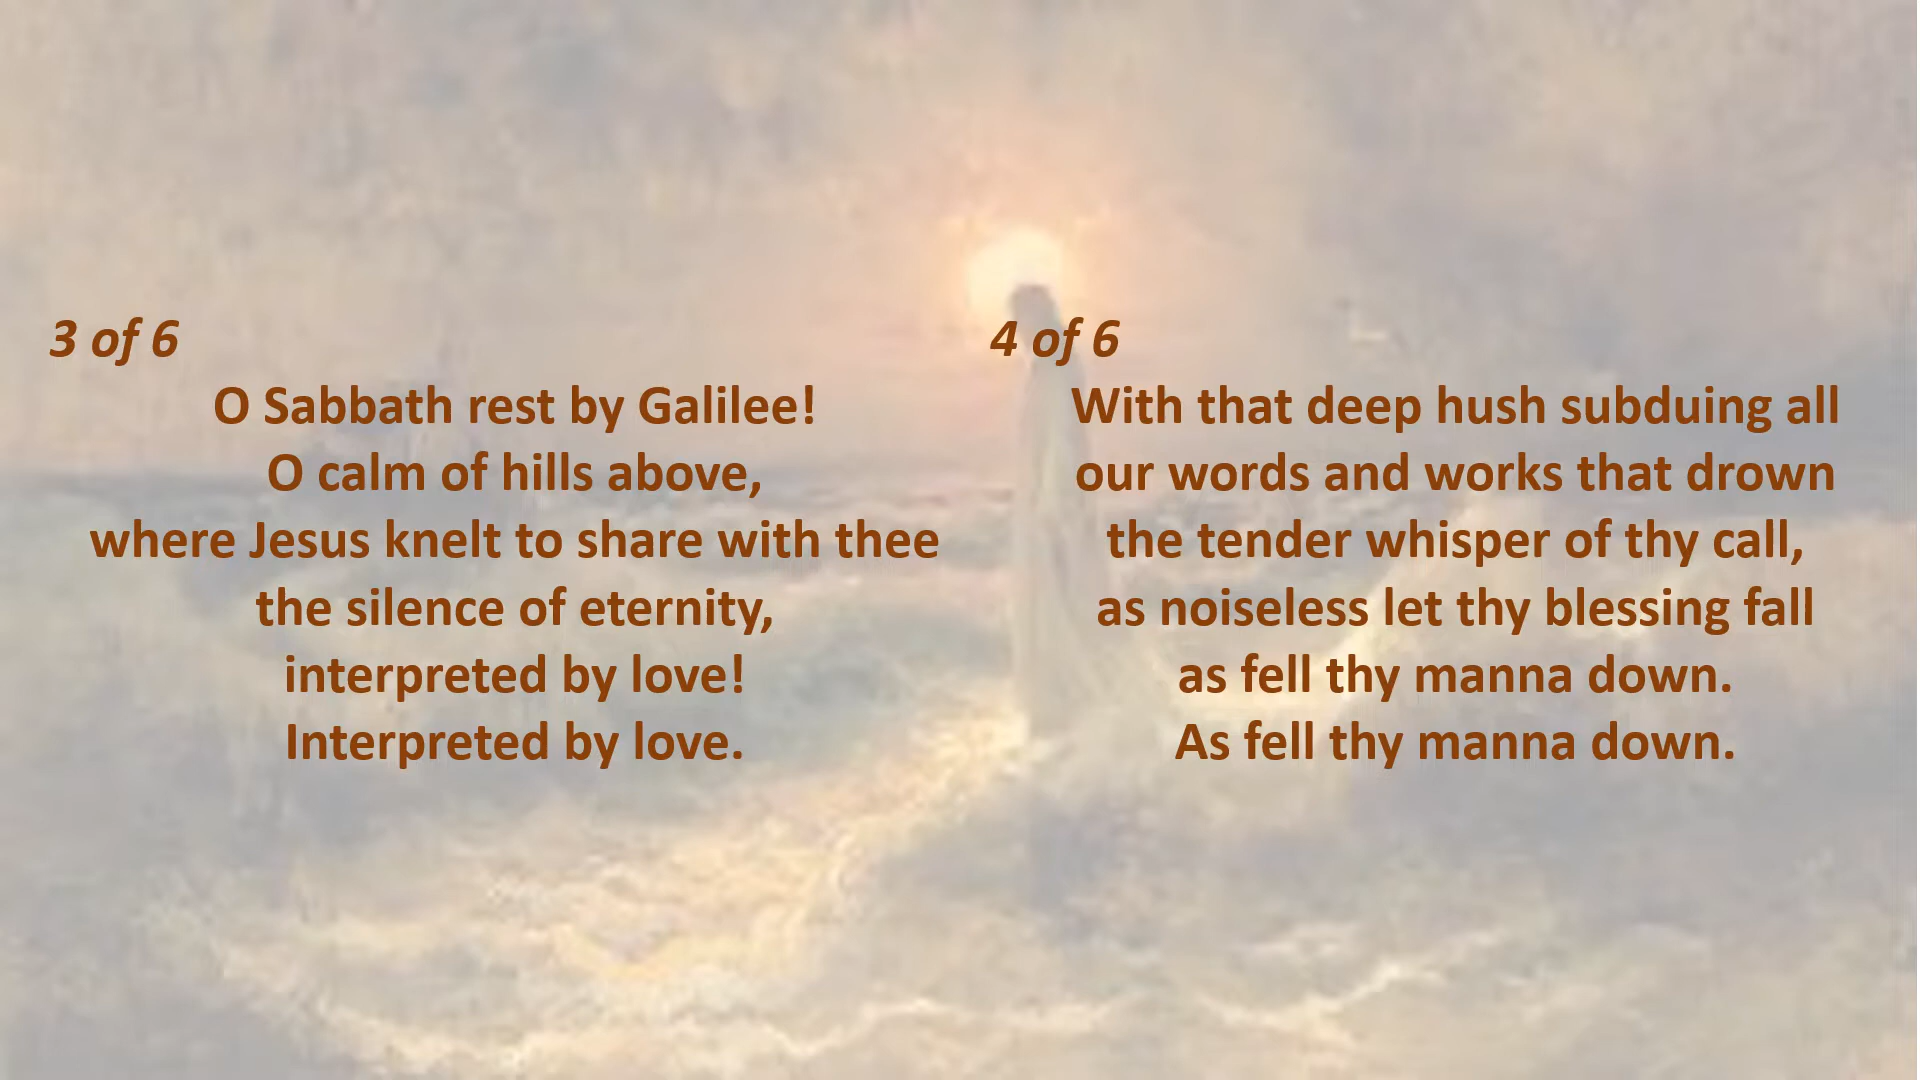 3 of 6
O Sabbath rest by Galilee!
O calm of hills above,
where Jesus knelt to share with thee
the silence of eternity,
interpreted by love!
Interpreted by love.
4 of 6
With that deep hush subduing all
our words and works that drown
the tender whisper of thy call,
as noiseless let thy blessing fall
as fell thy manna down.
As fell thy manna down.